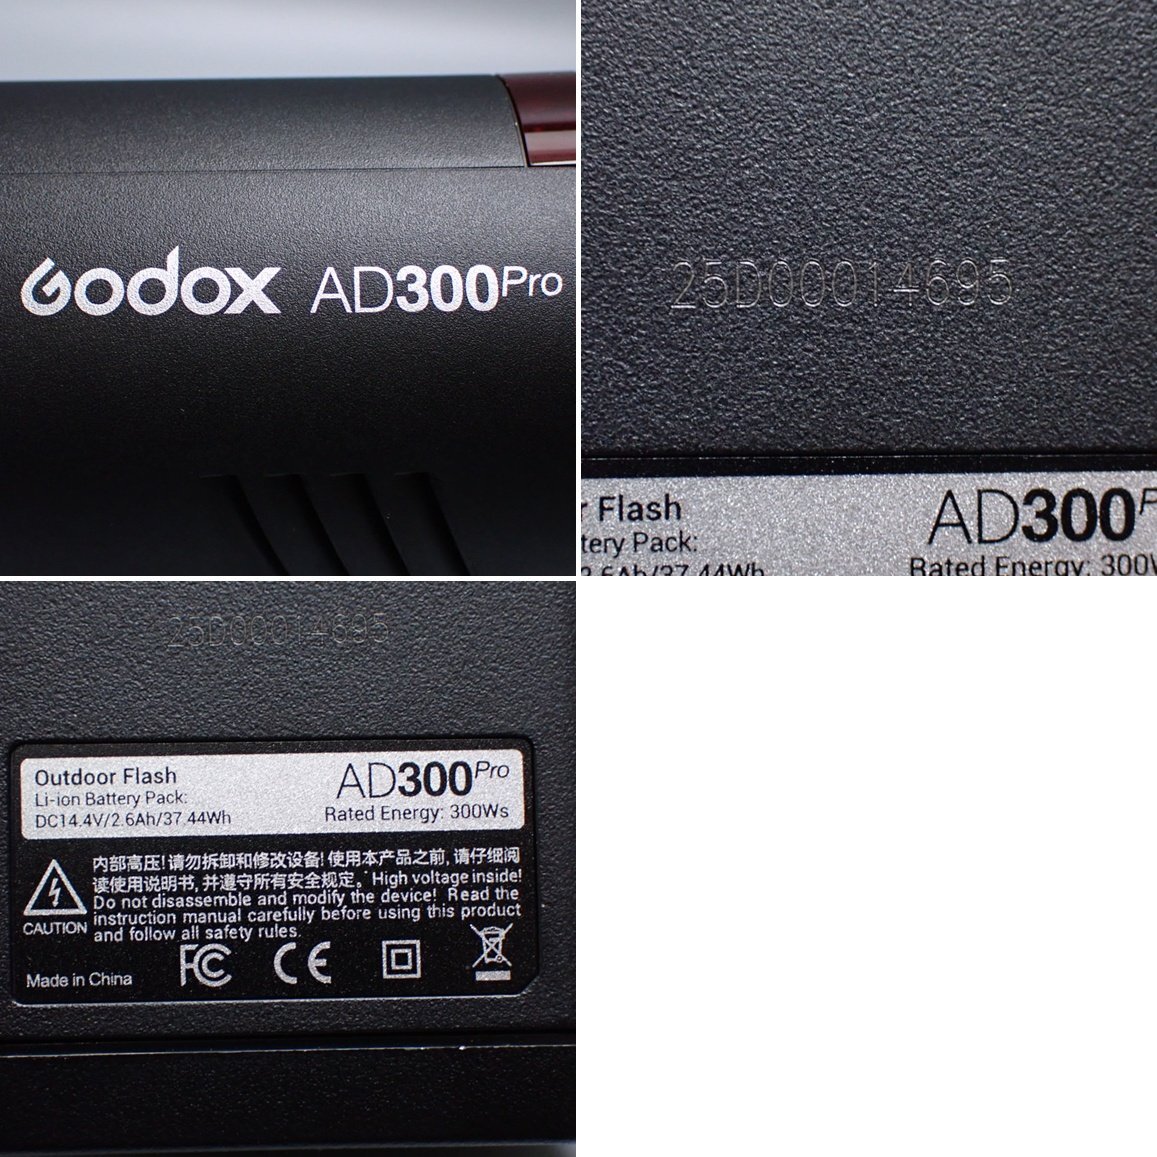 Godox AD300Pro
25D00014695
r Flash
tery Pack:
2.6Ah/37.44Wh
AD300P
Rated Energy: 300W
25D00014695
Outdoor Flash
Li-ion Battery Pack:
DC14.4V/2.6Ah/37.44Wh
AD300Pro
Rated Energy: 300Ws
内部高压!请勿拆卸和修改设备!使用本产品之前,请仔细阅
读使用说明书,并遵守所有安全规定。High voltage inside!
Do not disassemble and modify the device! Read the
instruction manual carefully before using this product
and follow all safety rules.
CAUTION
Made in China
FC CE